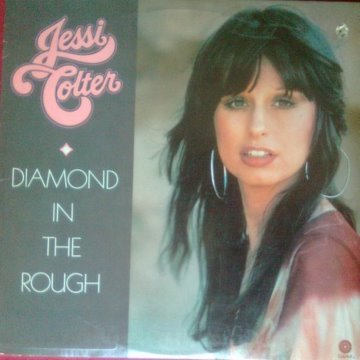 Jessi
Colter
DIAMOND
IN
THE
ROUGH